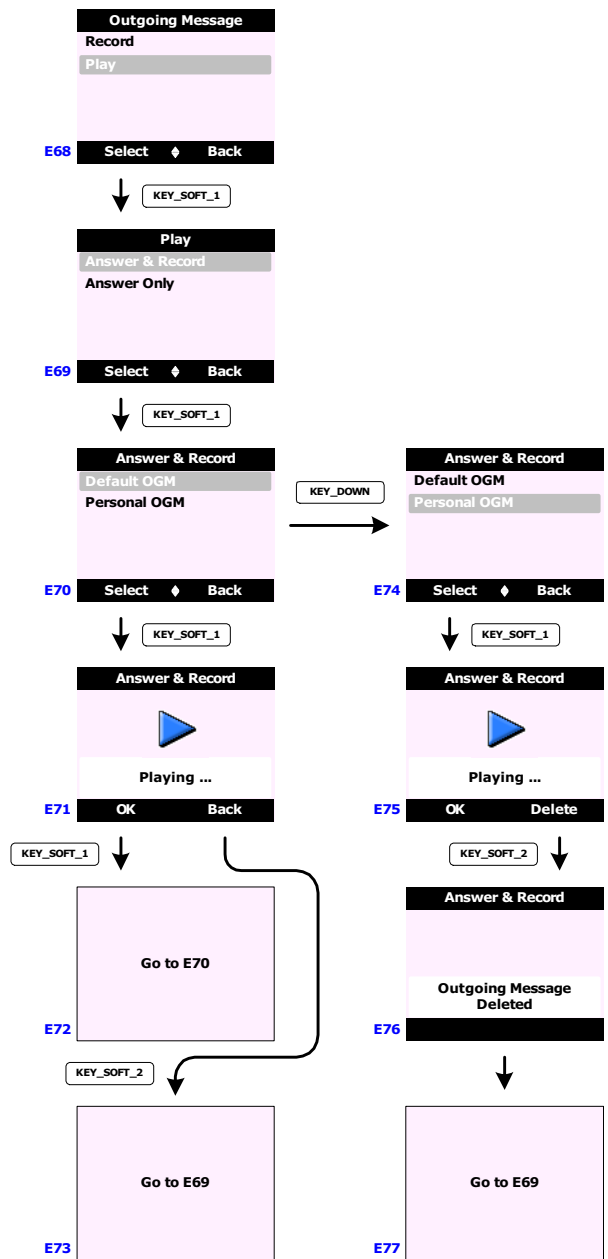 Outgoing Message
Record
Play
E68
Select Back
KEY_SOFT_1
Play
Answer & Record
Answer Only
E69
Select Back
KEY_SOFT_1
Answer & Record
Default OGM
Personal OGM
E70
Select Back
KEY_DOWN
Answer & Record
Default OGM
Personal OGM
E74
Select Back
KEY_SOFT_1
Answer & Record
Playing ...
E71
OK Back
KEY_SOFT_1
Answer & Record
Playing ...
E75
OK Delete
KEY_SOFT_1
KEY_SOFT_2
Go to E70
E72
Answer & Record
Outgoing Message
Deleted
E76
KEY_SOFT_2
Go to E69
E73
Go to E69
E77